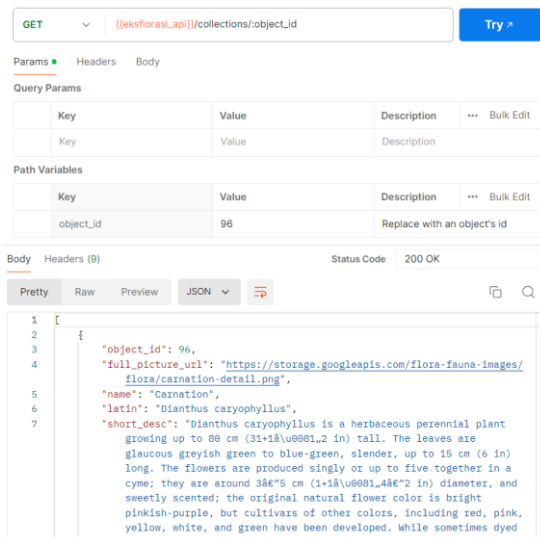 GET {{eksflorasi_api}}/collections/:object_id Try ↗
Params Headers Body
Query Params
Key Value Description ••• Bulk Edit
Key Value Description
Path Variables
Key Value Description ••• Bulk Edit
object_id 96 Replace with an object's id
Body Headers (9) Status Code 200 OK
Pretty Raw Preview JSON
1 [
2 {
3 "object_id": 96,
4 "full_picture_url": "https://storage.googleapis.com/flora-fauna-images/
flora/carnation-detail.png",
5 "name": "Carnation",
6 "latin": "Dianthus caryophyllus",
7 "short_desc": "Dianthus caryophyllus is a herbaceous perennial plant
growing up to 80 cm (31+1â\u0081„2 in) tall. The leaves are
glaucous greyish green to blue-green, slender, up to 15 cm (6 in)
long. The flowers are produced singly or up to five together in a
cyme; they are around 3â€“5 cm (1+1â\u0081„4â€“2 in) diameter, and
sweetly scented; the original natural flower color is bright
pinkish-purple, but cultivars of other colors, including red, pink,
yellow, white, and green have been developed. While sometimes dyed